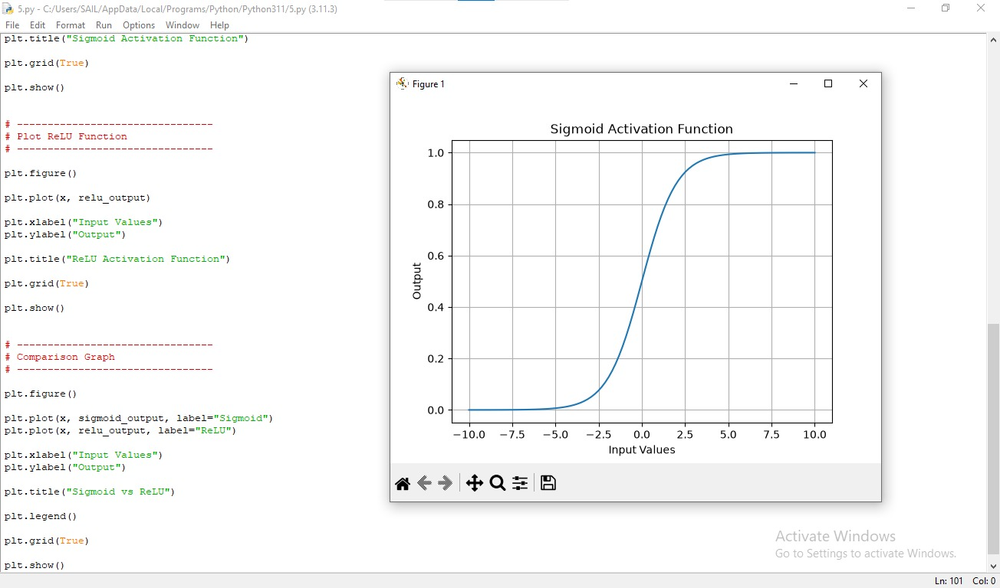 5.py - C:/Users/SAIL/AppData/Local/Programs/Python/Python311/5.py (3.11.3)
File Edit Format Run Options Window Help
plt.title("Sigmoid Activation Function")
plt.grid(True)
plt.show()
# --------------------------------
# Plot ReLU Function
# --------------------------------
plt.figure()
plt.plot(x, relu_output)
plt.xlabel("Input Values")
plt.ylabel("Output")
plt.title("ReLU Activation Function")
plt.grid(True)
plt.show()
# --------------------------------
# Comparison Graph
# --------------------------------
plt.figure()
plt.plot(x, sigmoid_output, label="Sigmoid")
plt.plot(x, relu_output, label="ReLU")
plt.xlabel("Input Values")
plt.ylabel("Output")
plt.title("Sigmoid vs ReLU")
plt.legend()
plt.grid(True)
plt.show()
Figure 1
Sigmoid Activation Function
1.0
0.8
0.6
0.4
0.2
0.0
Output
−10.0 −7.5 −5.0 −2.5 0.0 2.5 5.0 7.5 10.0
Input Values
Activate Windows
Go to Settings to activate Windows.
Ln: 101 Col: 0